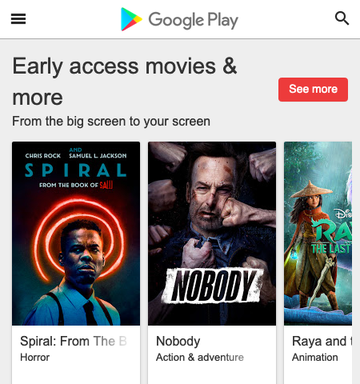 Google Play
Early access movies &
more
See more
From the big screen to your screen
CHRIS ROCK AND SAMUEL L. JACKSON
SPIRAL
FROM THE BOOK OF SAW
NOBODY
THE LAST
Spiral: From The B
Horror
Nobody
Action & adventure
Raya and
Animation